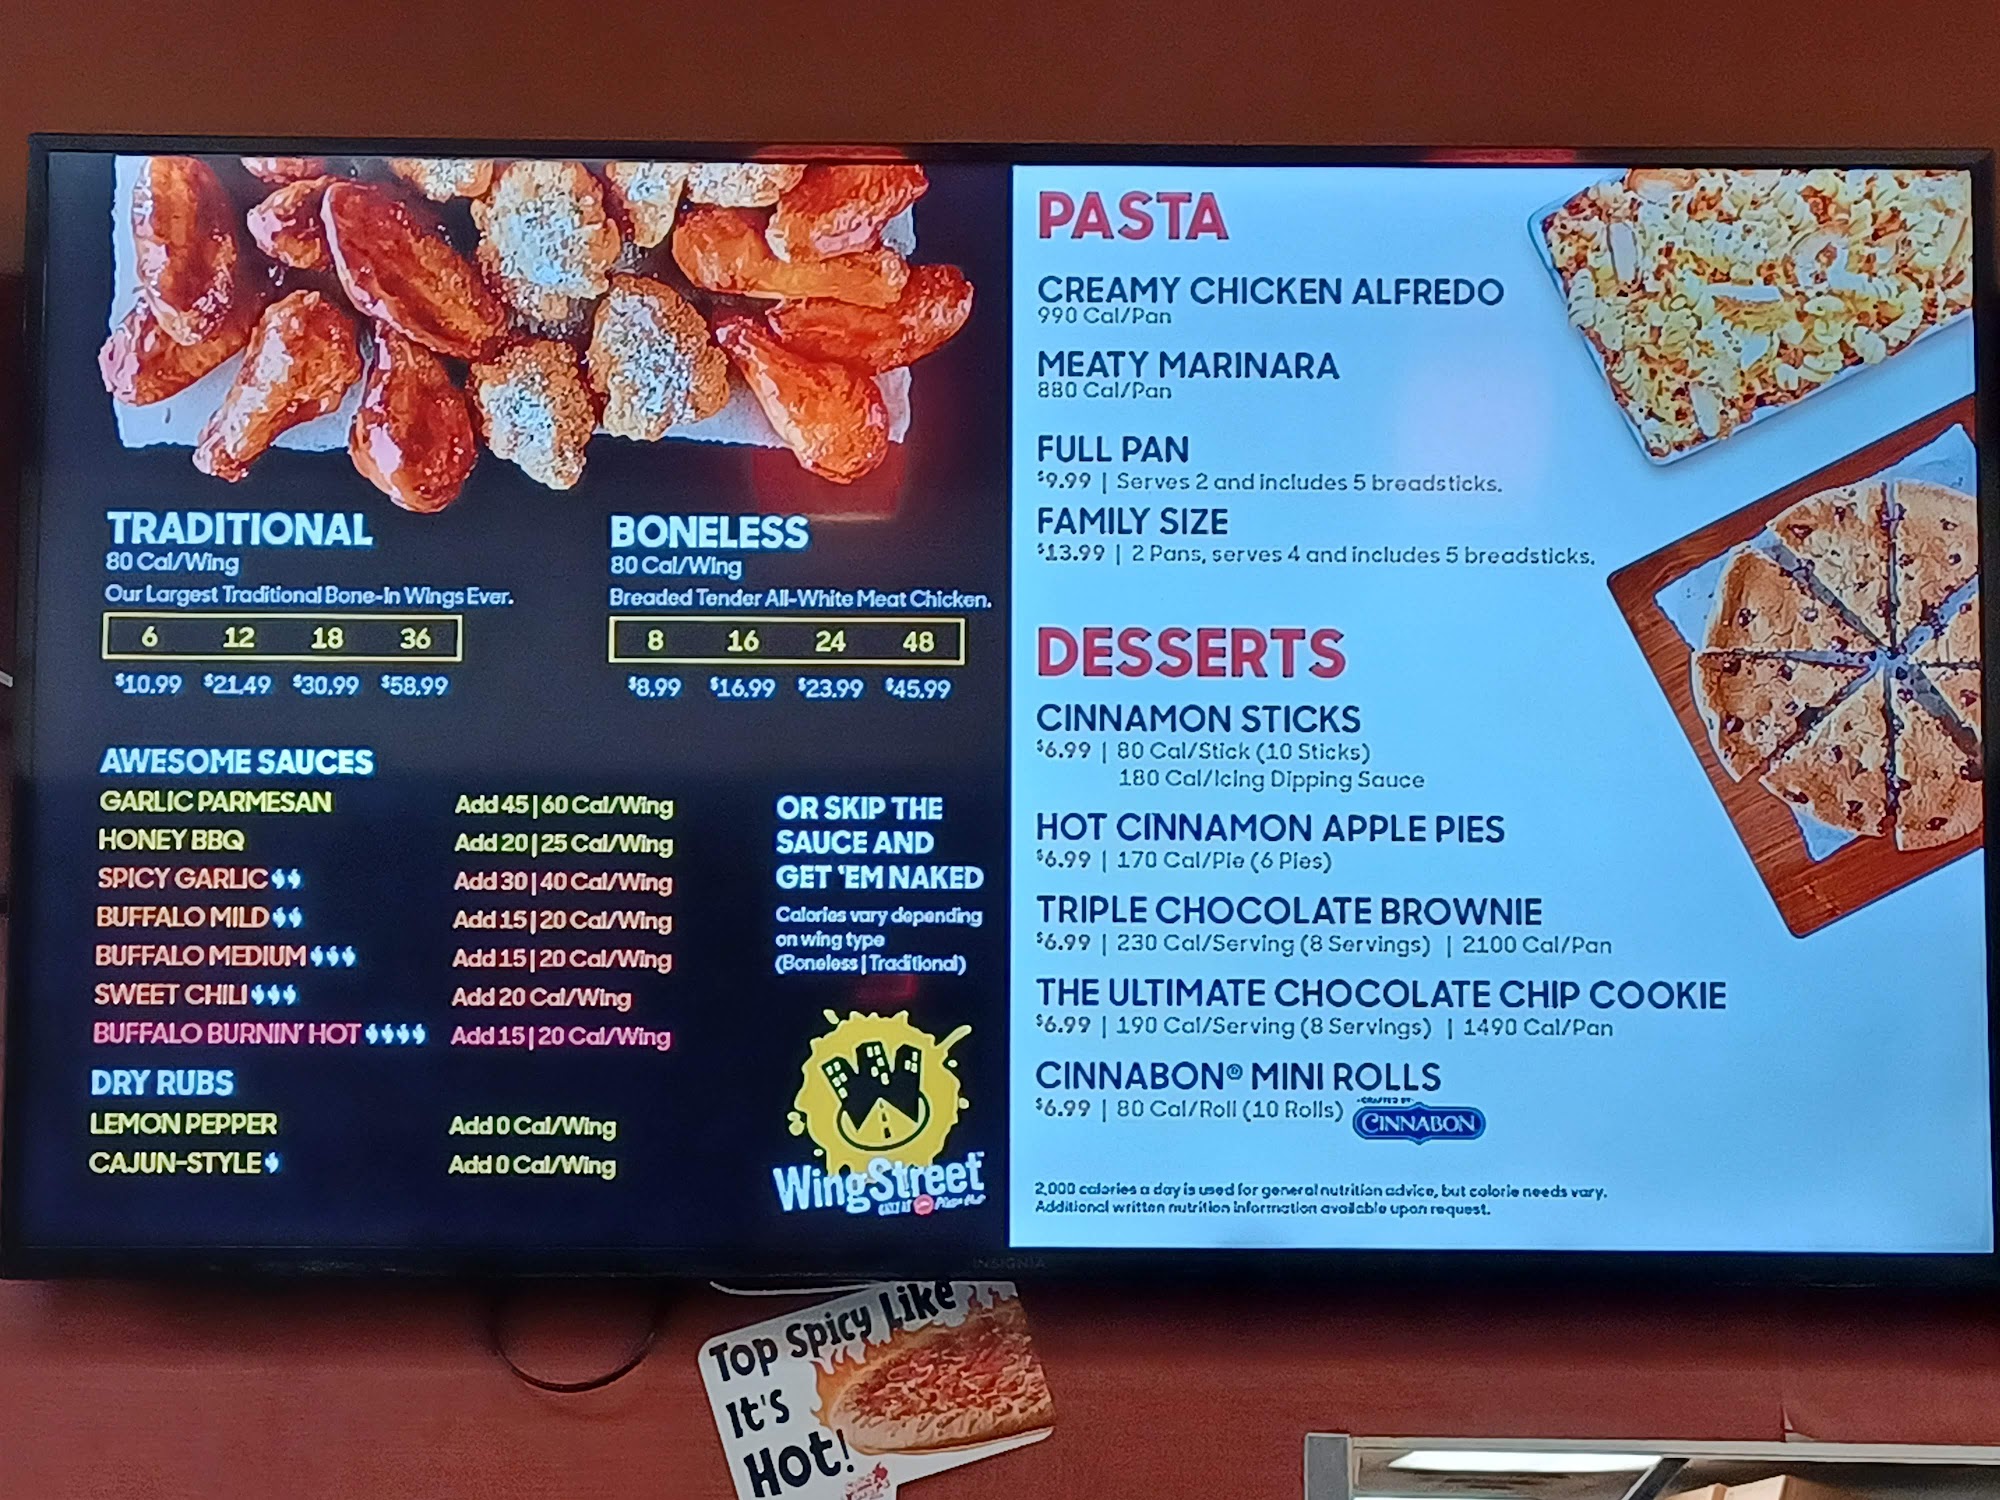 TRADITIONAL
80 Cal/Wing
Our Largest Traditional Bone-In Wings Ever.
6 12 18 36
$10.99 $21.49 $30.99 $58.99
BONELESS
80 Cal/Wing
Breaded Tender All-White Meat Chicken.
8 16 24 48
$8.99 $16.99 $23.99 $45.99
AWESOME SAUCES
GARLIC PARMESAN Add 45|60 Cal/Wing
HONEY BBQ Add 20|25 Cal/Wing
SPICY GARLIC Add 30|40 Cal/Wing
BUFFALO MILD Add 15|20 Cal/Wing
BUFFALO MEDIUM Add 15|20 Cal/Wing
SWEET CHILI Add 20 Cal/Wing
BUFFALO BURNIN' HOT Add 15|20 Cal/Wing
DRY RUBS
LEMON PEPPER Add 0 Cal/Wing
CAJUN-STYLE Add 0 Cal/Wing
OR SKIP THE
SAUCE AND
GET 'EM NAKED
Calories vary depending
on wing type
(Boneless | Traditional)
WingStreet
Pizza Hut
PASTA
CREAMY CHICKEN ALFREDO
990 Cal/Pan
MEATY MARINARA
880 Cal/Pan
FULL PAN
$9.99 | Serves 2 and includes 5 breadsticks.
FAMILY SIZE
$13.99 | 2 Pans, serves 4 and includes 5 breadsticks.
DESSERTS
CINNAMON STICKS
$6.99 | 80 Cal/Stick (10 Sticks)
180 Cal/Icing Dipping Sauce
HOT CINNAMON APPLE PIES
$6.99 | 170 Cal/Pie (6 Pies)
TRIPLE CHOCOLATE BROWNIE
$6.99 | 230 Cal/Serving (8 Servings) | 2100 Cal/Pan
THE ULTIMATE CHOCOLATE CHIP COOKIE
$6.99 | 190 Cal/Serving (8 Servings) | 1490 Cal/Pan
CINNABON® MINI ROLLS
$6.99 | 80 Cal/Roll (10 Rolls)
CRAFTED BY
CINNABON
2,000 calories a day is used for general nutrition advice, but calorie needs vary.
Additional written nutrition information available upon request.
INSIGNIA
Top Spicy Like
It's
Hot!